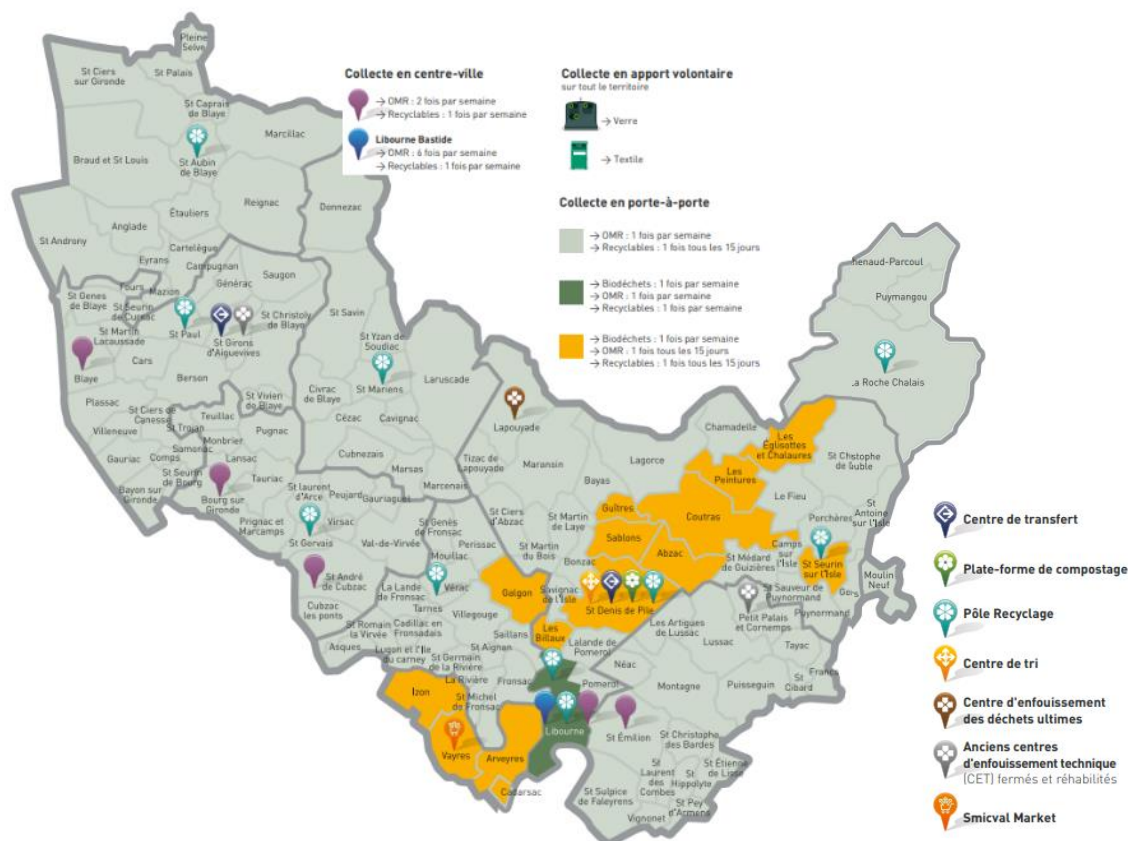 Pleine
Selve
St Ciers
sur Gironde
St Palais
St Caprais
de Blaye
Marcillac
Braud et St Louis
St Aubin
de Blaye
Reignac
Donnezac
Étauliers
Anglade
St Androny
Cartelègue
Eyrans
Campugnan
Saugon
Générac
Fours
Mazion
St Genes
de Blaye
St Seurin
de Cursac
St Christoly
de Blaye
St Savin
St Martin
Lacaussade
St Paul
St Girons
d'Aiguevives
St Yzan de
Soudiac
Blaye
Cars
Berson
Civrac
de Blaye
St Mariens
Laruscade
Plassac
St Vivien
de Blaye
Cézac
Cavignac
St Ciers de
Canesse
Teuillac
St Trojan
Villeneuve
Monbrier
Pugnac
Samonac
Cubnezais
Gauriac
Comps
Lansac
Marsas
St Seurin
de Bourg
Tauriac
Marcenais
Bayon sur
Gironde
Bourg sur
Gironde
St laurent
d'Arce
Peujard
Gauriaguet
Prignac et
Marcamps
Virsac
St Gervais
Val-de-Virvée
St Genès
de Fronsac
Mouillac
Périssac
St André
de Cubzac
Cubzac
les ponts
La Lande
de Fronsac
Vérac
Tarnès
Villegouge
St Romain
la Virvée
Cadillac en
Fronsadais
Asques
Lugon et l'Ile
du carney
St Germain
de la Rivière
Saillans
St Aignan
La Rivière
Fronsac
St Michel
de Fronsac
Izon
Vayres
Arveyres
Cadarsac
Libourne
Lapouyade
Tizac de
Lapouyade
Maransin
Lagorce
Chamadelle
Les
Églisottes
et Chalaures
Bayas
Les
Peintures
St Chstophe
de Guble
Le Fieu
Guîtres
Coutras
Sablons
Abzac
St Ciers
d'Abzac
St Martin
de Laye
St Martin
du Bois
Bonzac
Porchères
St
Antoine
sur l'Isle
Camps
sur
l'Isle
St Médard
de Guizières
St Seurin
sur l'Isle
Gors
Moulin
Neuf
Galgon
Savignac
de l'Isle
St Denis de Pile
Les
Billaux
Lalande de
Pomerol
Les Artigues
de Lussac
St Sauveur de
Puynormand
Petit Palais
et Cornemps
Puynormand
Lussac
Tayac
Néac
Pomerol
Montagne
Puisseguin
Francs
St
Cibard
St Émilion
St Christophe
des Bardes
St Étienne
de Lisse
St
Hippolyte
St
Laurent
des
Combes
St Sulpice
de Faleyrens
St Pey
d'Armens
Vignonet
Puymangou
La Roche Chalais
Collecte en centre-ville
→ OMR : 2 fois par semaine
→ Recyclables : 1 fois par semaine
Libourne Bastide
→ OMR : 6 fois par semaine
→ Recyclables : 1 fois par semaine
Collecte en apport volontaire
sur tout le territoire
→ Verre
→ Textile
Collecte en porte-à-porte
→ OMR : 1 fois par semaine
→ Recyclables : 1 fois tous les 15 jours
→ Biodéchets : 1 fois par semaine
→ OMR : 1 fois par semaine
→ Recyclables : 1 fois par semaine
→ Biodéchets : 1 fois par semaine
→ OMR : 1 fois tous les 15 jours
→ Recyclables : 1 fois tous les 15 jours
Centre de transfert
Plate-forme de compostage
Pôle Recyclage
Centre de tri
Centre d'enfouissement
des déchets ultimes
Anciens centres
d'enfouissement technique
(CET) fermés et réhabilités
Smicval Market